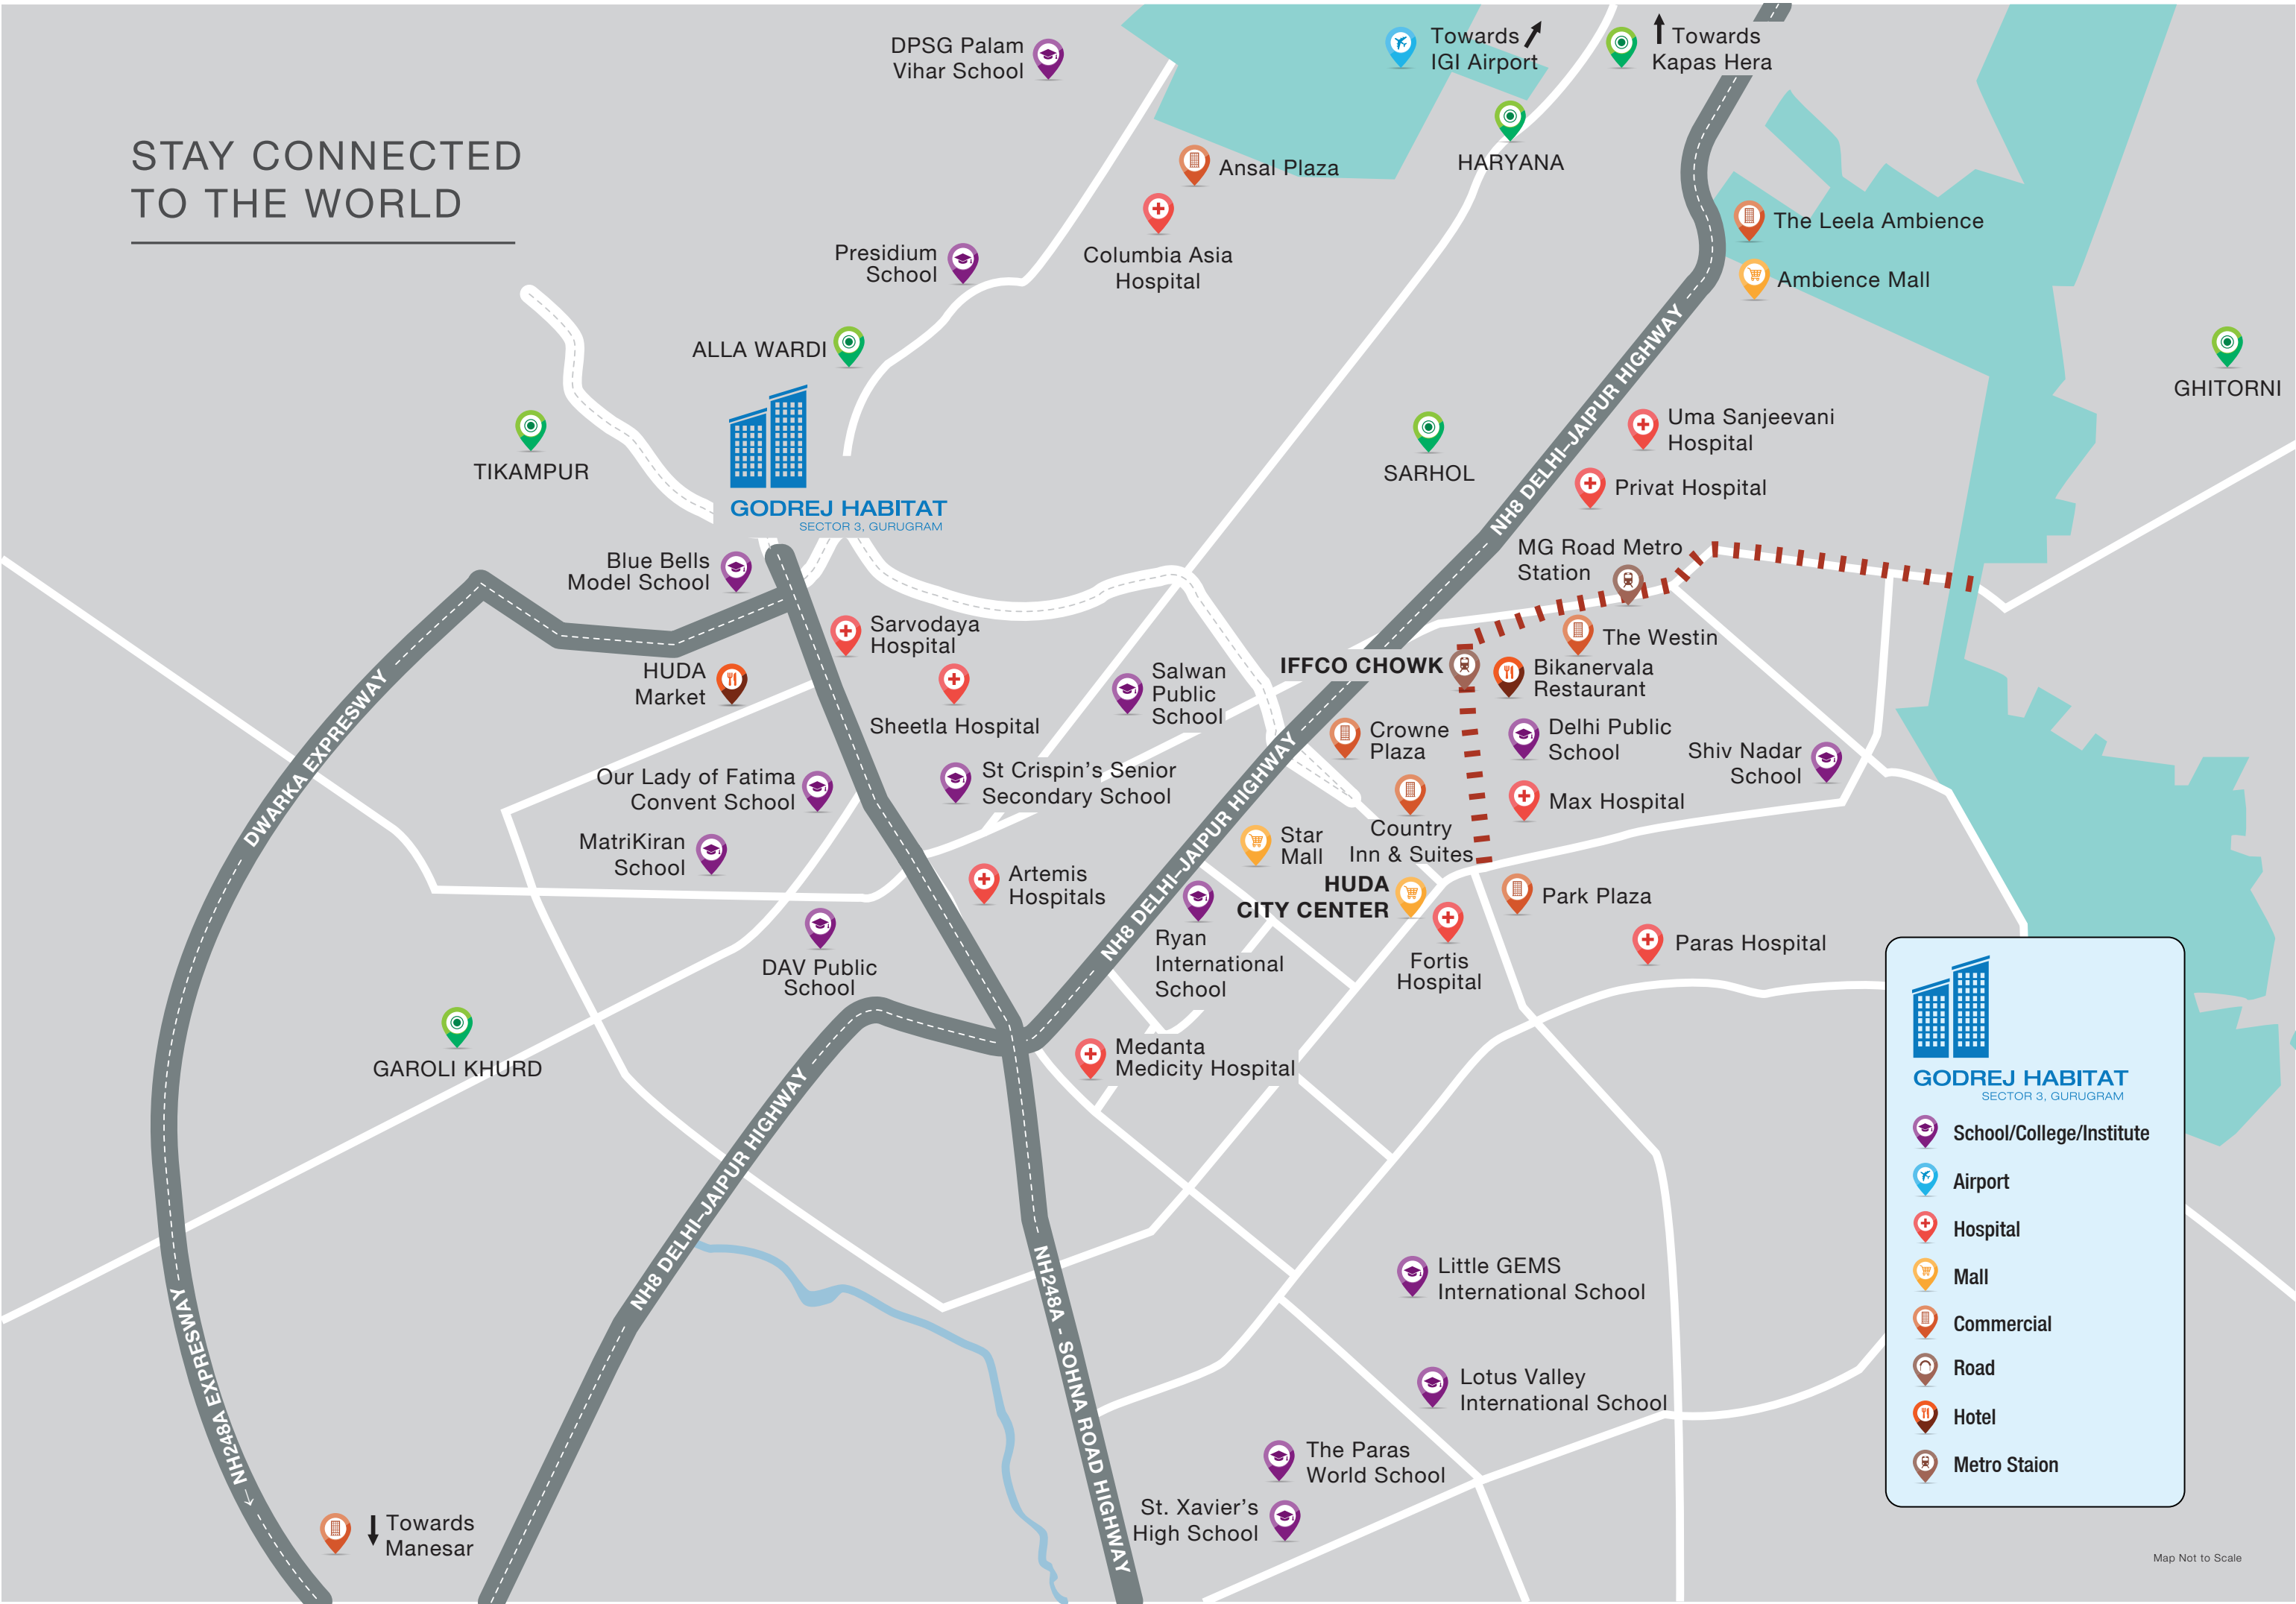 STAY CONNECTED
TO THE WORLD
DPSG Palam
Vihar School
Towards
IGI Airport
Towards
Kapas Hera
HARYANA
Ansal Plaza
Columbia Asia
Hospital
The Leela Ambience
Ambience Mall
Presidium
School
ALLA WARDI
GHITORNI
TIKAMPUR
GODREJ HABITAT
SECTOR 3, GURUGRAM
SARHOL
Uma Sanjeevani
Hospital
Privat Hospital
NH8 DELHI-JAIPUR HIGHWAY
MG Road Metro
Station
Blue Bells
Model School
Sarvodaya
Hospital
The Westin
IFFCO CHOWK
Bikanervala
Restaurant
HUDA
Market
Sheetla Hospital
Salwan
Public
School
Crowne
Plaza
Delhi Public
School
Shiv Nadar
School
DWARKA EXPRESWAY
Our Lady of Fatima
Convent School
St Crispin's Senior
Secondary School
Max Hospital
Country
Inn & Suites
Star
Mall
MatriKiran
School
Artemis
Hospitals
NH8 DELHI-JAIPUR HIGHWAY
HUDA
CITY CENTER
Park Plaza
Ryan
International
School
Fortis
Hospital
Paras Hospital
DAV Public
School
GAROLI KHURD
Medanta
Medicity Hospital
NH8 DELHI-JAIPUR HIGHWAY
NH248A - SOHNA ROAD HIGHWAY
NH248A EXPRESWAY
Little GEMS
International School
Lotus Valley
International School
The Paras
World School
St. Xavier's
High School
Towards
Manesar
GODREJ HABITAT
SECTOR 3, GURUGRAM
School/College/Institute
Airport
Hospital
Mall
Commercial
Road
Hotel
Metro Staion
Map Not to Scale